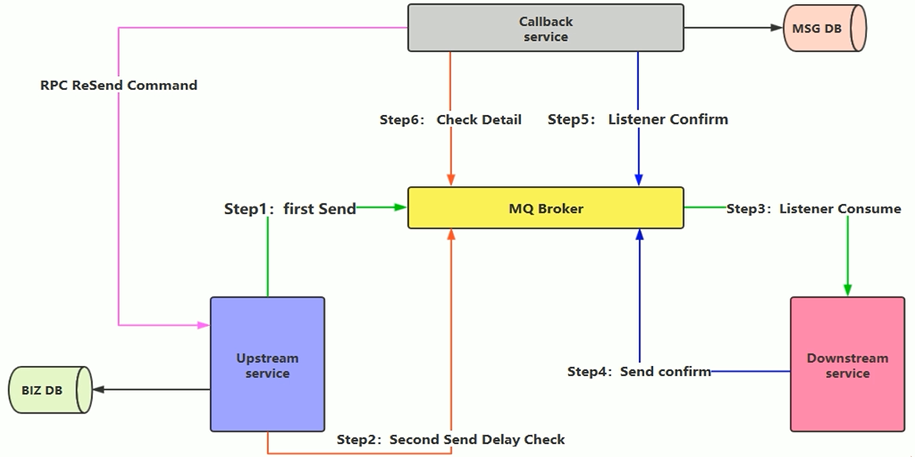 Callback
service
MSG DB
RPC ReSend Command
Step6： Check Detail
Step5： Listener Confirm
Step1：first Send
MQ Broker
Step3：Listener Consume
Upstream
service
Downstream
service
Step4：Send confirm
BIZ DB
Step2：Second Send Delay Check